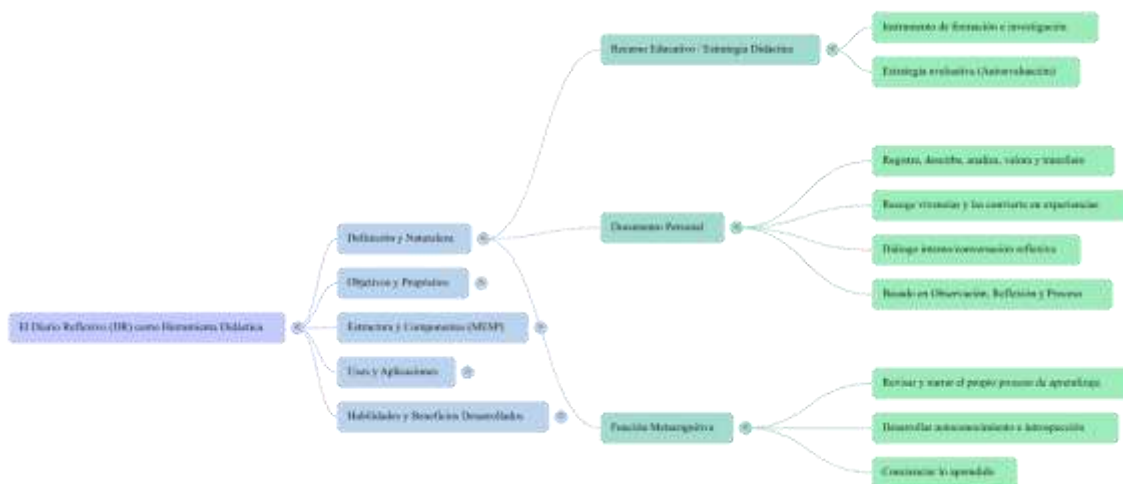 El Diario Reflexivo (DR) como Herramienta Didáctica
Definición y Naturaleza
Objetivos y Propósitos
Estructura y Componentes (MESP)
Usos y Aplicaciones
Habilidades y Beneficios Desarrollados
Recurso Educativo / Estrategia Didáctica
Instrumento de formación e investigación
Estrategia evaluativa (Autoevaluación)
Documento Personal
Registra, describe, analiza, valora y
Recoge vivencias y las convierte en experiencias
Diálogo interno/conversación reflexiva
Basado en Observación, Reflexión y Proceso
Función Metacognitiva
Revisar y narrar el propio proceso de aprendizaje
Desarrollar autoconocimiento e introspección
Concienciar lo aprendido